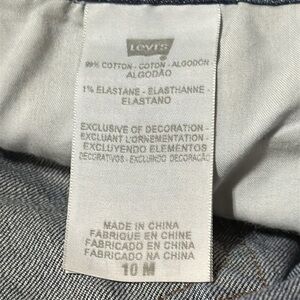 Levi's
99% COTTON - COTON - ALGODÓN
ALGODÃO
1% ELASTANE - ELASTHANNE -
ELASTANO
EXCLUSIVE OF DECORATION -
EXCLUANT L'ORNEMENTATION -
EXCLUYENDO ELEMENTOS
DECORATIVOS - EXCLUINDO DECORAÇÃO
MADE IN CHINA
FABRIQUE EN CHINE
FABRICADO EN CHINA
FABRICADO NA CHINA
10 M